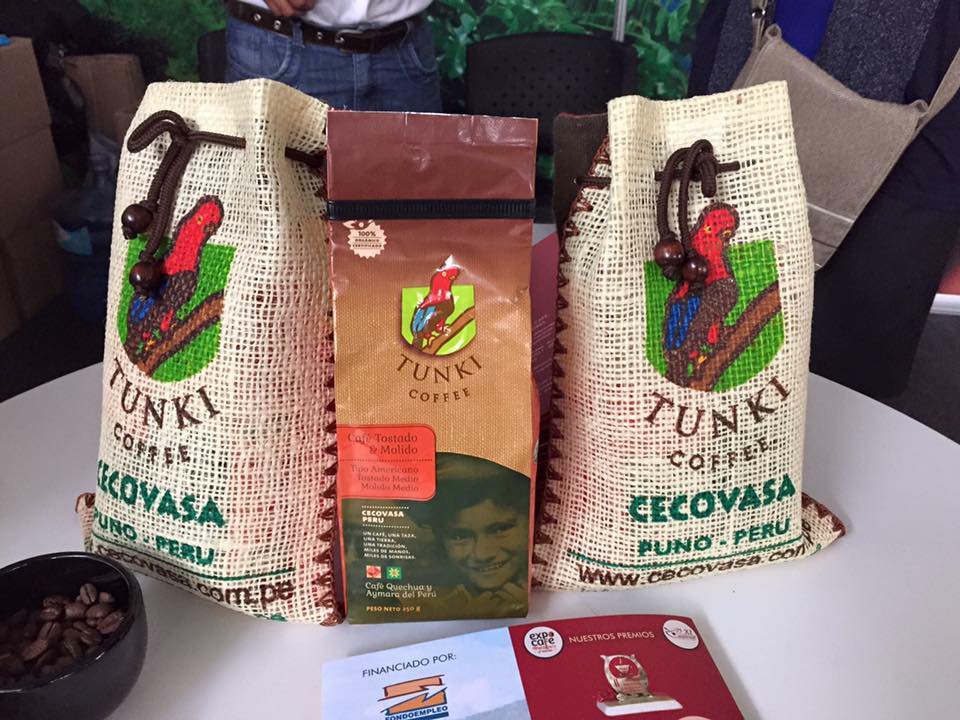 TUNKI
COFFEE
CECOVASA
PUNO - PERU
cecovasa.com.pe
100%
ORGÁNICO
CERTIFICADO
TUNKI
COFFEE
Café Tostado
& Molido
Tipo Americano
Tostado Medio
Molido Medio
CECOVASA
PERU
UN CAFÉ, UNA TAZA,
UNA TIERRA,
UNA TRADICIÓN,
MILES DE MANOS,
MILES DE SONRISAS.
Café Quechua y
Aymara del Perú
PESO NETO 250 g
TUNKI
COFFEE
CECOVASA
PUNO - PERU
www.cecovasa.com
FINANCIADO POR:
FONDOEMPLEO
EXPO
CAFÉ
NUESTROS PREMIOS